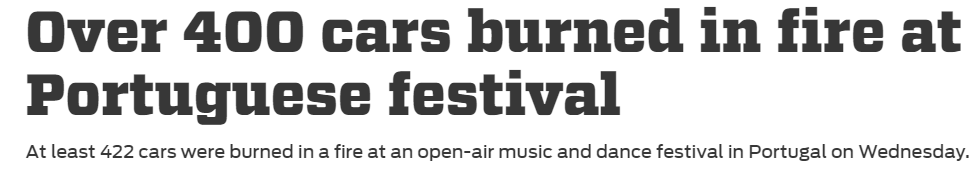 Over 400 cars burned in fire at
Portuguese festival
At least 422 cars were burned in a fire at an open-air music and dance festival in Portugal on Wednesday.